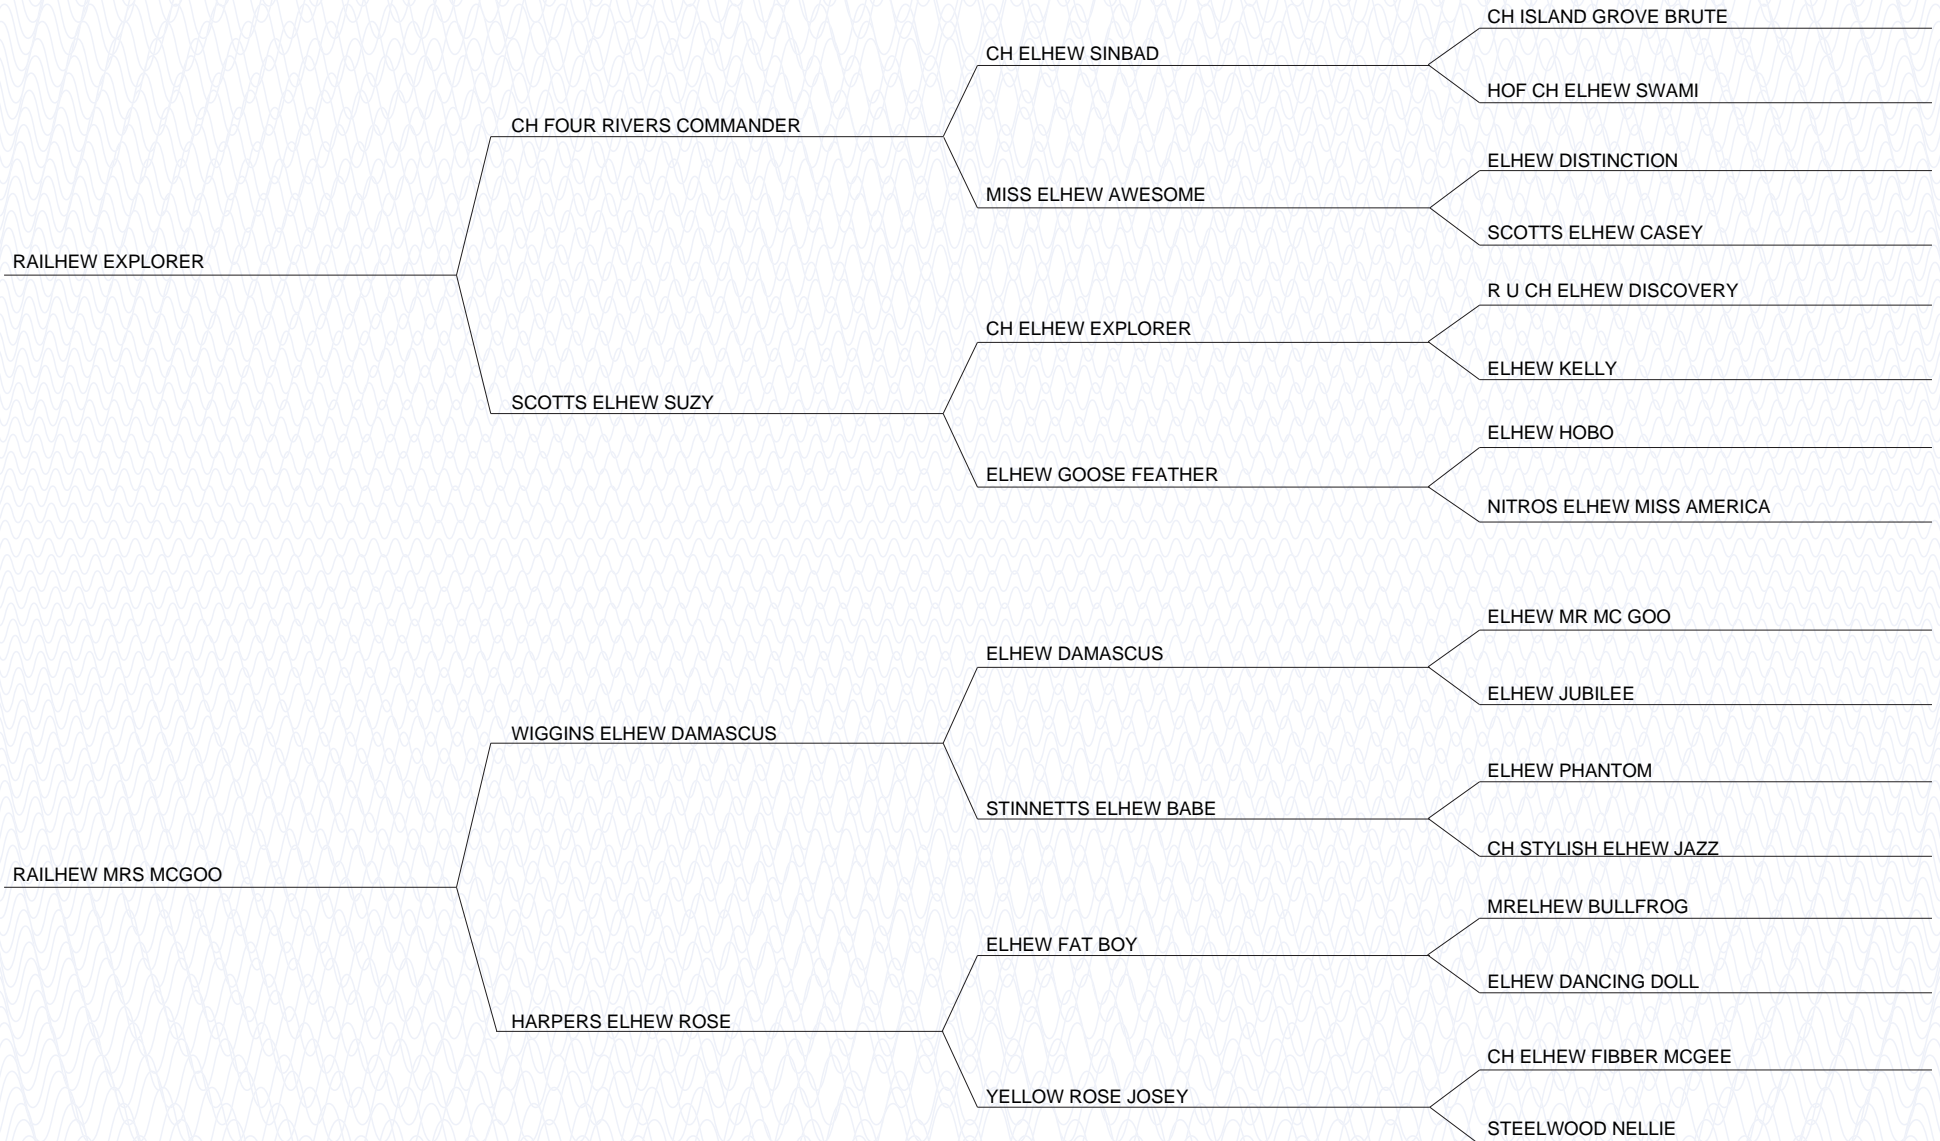 CH ISLAND GROVE BRUTE
CH ELHEW SINBAD
HOF CH ELHEW SWAMI
CH FOUR RIVERS COMMANDER
ELHEW DISTINCTION
MISS ELHEW AWESOME
SCOTTS ELHEW CASEY
RAILHEW EXPLORER
R U CH ELHEW DISCOVERY
CH ELHEW EXPLORER
ELHEW KELLY
SCOTTS ELHEW SUZY
ELHEW HOBO
ELHEW GOOSE FEATHER
NITROS ELHEW MISS AMERICA
ELHEW MR MC GOO
ELHEW DAMASCUS
ELHEW JUBILEE
WIGGINS ELHEW DAMASCUS
ELHEW PHANTOM
STINNETTS ELHEW BABE
CH STYLISH ELHEW JAZZ
RAILHEW MRS MCGOO
MRELHEW BULLFROG
ELHEW FAT BOY
ELHEW DANCING DOLL
HARPERS ELHEW ROSE
CH ELHEW FIBBER MCGEE
YELLOW ROSE JOSEY
STEELWOOD NELLIE